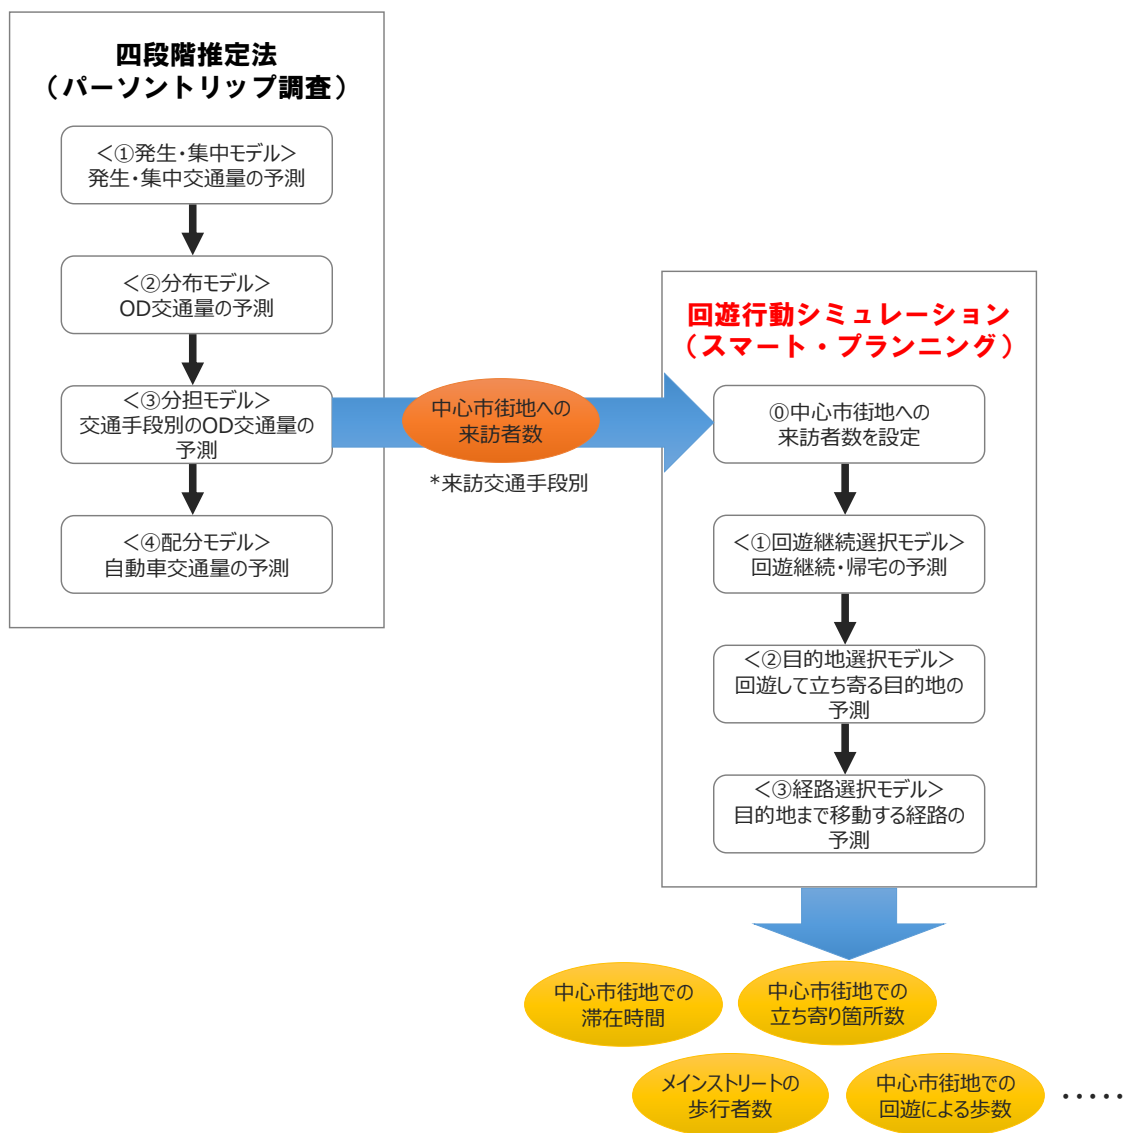 四段階推定法
（パーソントリップ調査）
＜①発生・集中モデル＞
発生・集中交通量の予測
＜②分布モデル＞
OD交通量の予測
＜③分担モデル＞
交通手段別のOD交通量の
予測
＜④配分モデル＞
自動車交通量の予測
中心市街地への
来訪者数
*来訪交通手段別
回遊行動シミュレーション
（スマート・プランニング）
⓪中心市街地への
来訪者数を設定
＜①回遊継続選択モデル＞
回遊継続・帰宅の予測
＜②目的地選択モデル＞
回遊して立ち寄る目的地の
予測
＜③経路選択モデル＞
目的地まで移動する経路の
予測
中心市街地での
滞在時間
中心市街地での
立ち寄り箇所数
メインストリートの
歩行者数
中心市街地での
回遊による歩数
・・・・・